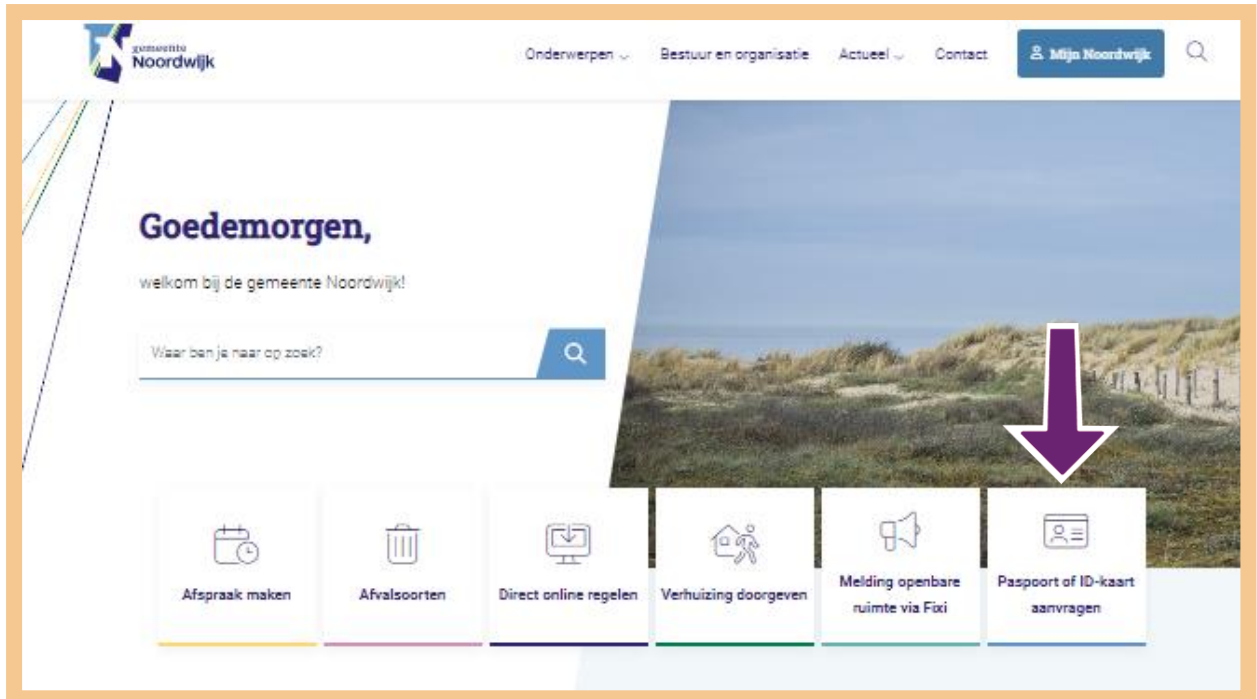 gemeente
Noordwijk
Onderwerpen
Bestuur en organisatie
Actueel
Contact
Mijn Noordwijk
Goedemorgen,
welkom bij de gemeente Noordwijk!
Waar ben je naar op zoek?
Afspraak maken
Afvalsoorten
Direct online regelen
Verhuizing doorgeven
Melding openbare
ruimte via Fixi
Paspoort of ID-kaart
aanvragen